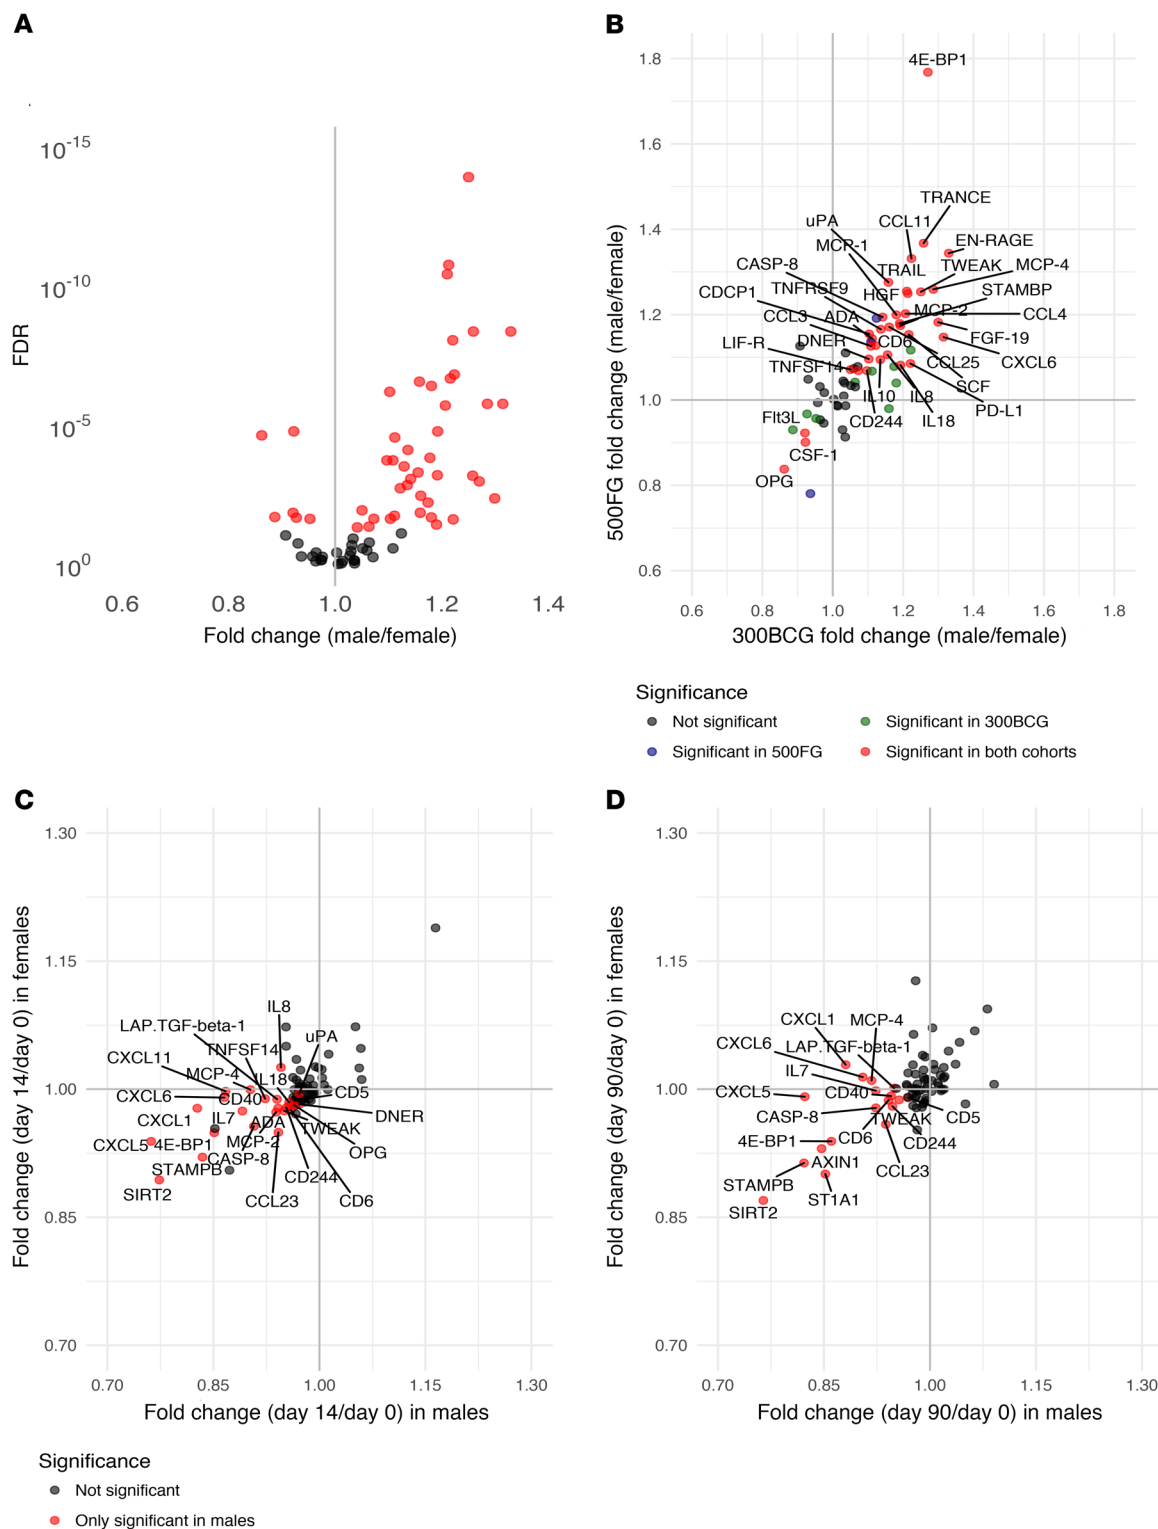 A
FDR
10-15
10-10
10-5
100
0.6 0.8 1.0 1.2 1.4
Fold change (male/female)
B
500FG fold change (male/female)
1.8
1.6
1.4
1.2
1.0
0.8
0.6
4E-BP1
TRANCE
uPA
CCL11
MCP-1
EN-RAGE
CASP-8
TRAIL
TWEAK
MCP-4
TNFRSF9
HGF
STAMBP
CDCP1
MCP-2
CCL3
ADA
CCL4
LIF-R
DNER
CD6
FGF-19
TNFSF14
CCL25
CXCL6
IL10
IL8
SCF
Flt3L
CD244
IL18
PD-L1
CSF-1
OPG
0.6 0.8 1.0 1.2 1.4 1.6 1.8
300BCG fold change (male/female)
Significance
Not significant
Significant in 300BCG
Significant in 500FG
Significant in both cohorts
C
Fold change (day 14/day 0) in females
1.30
1.15
1.00
0.85
0.70
IL8
LAP.TGF-beta-1
uPA
CXCL11
TNFSF14
MCP-4
IL18
CXCL6
CD40
CD5
CXCL1
IL7
ADA
DNER
CXCL5
4E-BP1
MCP-2
TWEAK
OPG
STAMPB
CASP-8
CD244
SIRT2
CCL23
CD6
0.70 0.85 1.00 1.15 1.30
Fold change (day 14/day 0) in males
Significance
Not significant
Only significant in males
D
Fold change (day 90/day 0) in females
1.30
1.15
1.00
0.85
0.70
CXCL1
MCP-4
CXCL6
LAP.TGF-beta-1
IL7
CXCL5
CD40
CASP-8
TWEAK
CD5
4E-BP1
CD6
CD244
AXIN1
CCL23
STAMPB
ST1A1
SIRT2
0.70 0.85 1.00 1.15 1.30
Fold change (day 90/day 0) in males